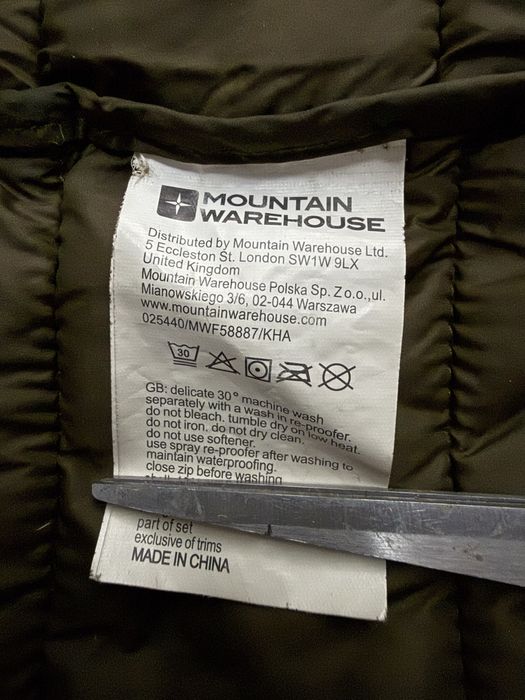 MOUNTAIN
WAREHOUSE
Distributed by Mountain Warehouse Ltd.
5 Eccleston St. London SW1W 9LX
United Kingdom
Mountain Warehouse Polska Sp. Z o.o.,ul.
Mianowskiego 3/6, 02-044 Warszawa
www.mountainwarehouse.com
025440/MWF58887/KHA
30
GB: delicate 30° machine wash
separately with a wash in re-proofer.
do not bleach. tumble dry on low heat.
do not iron. do not dry clean.
do not use softener.
use spray re-proofer after washing to
maintain waterproofing.
close zip before washing
part of set
exclusive of trims
MADE IN CHINA